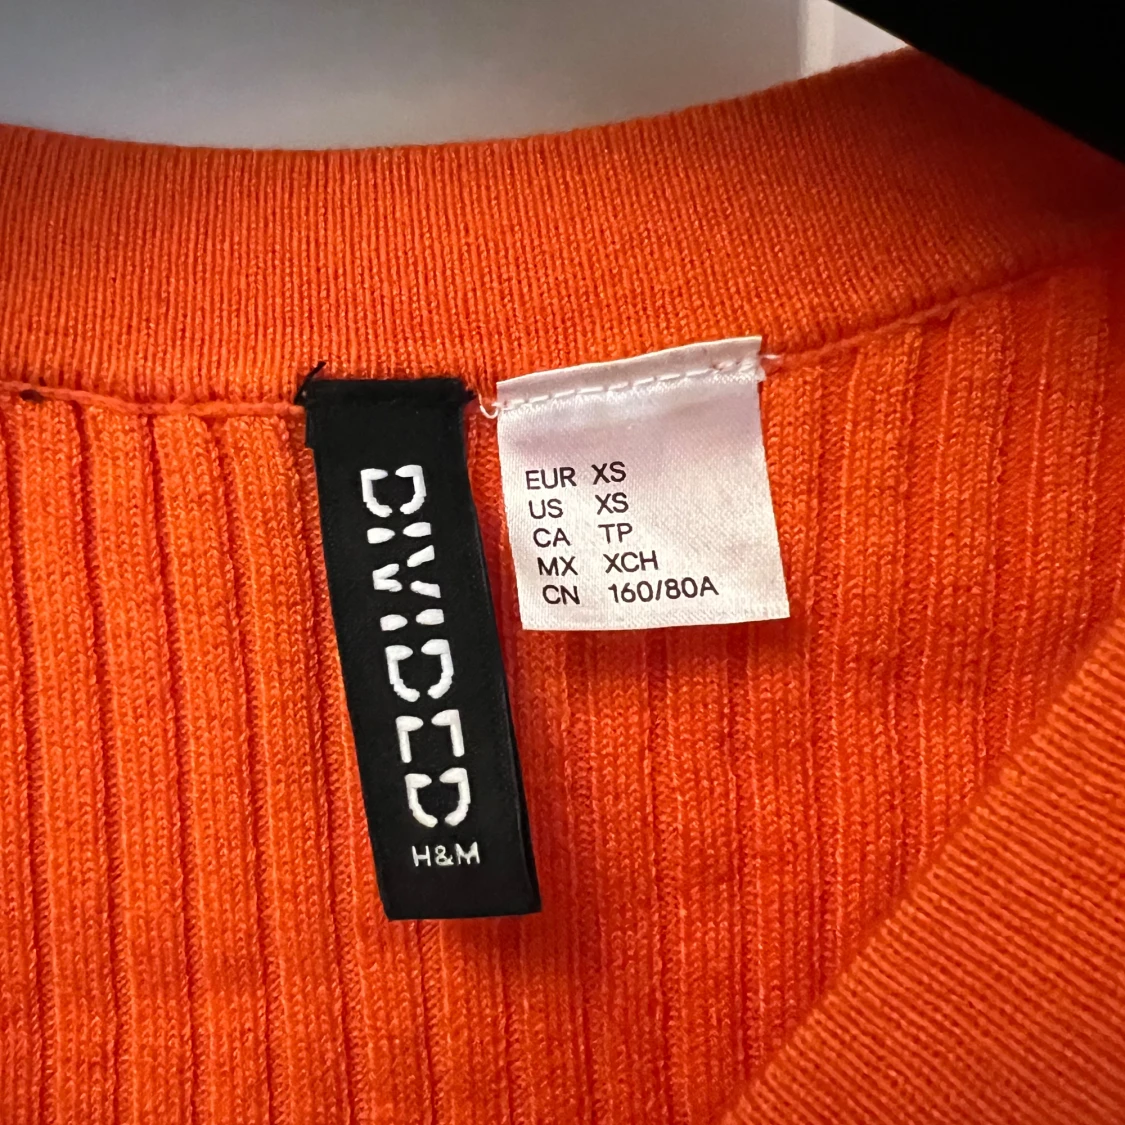 DIVIDED
H&M
EUR XS
US XS
CA TP
MX XCH
CN 160/80A